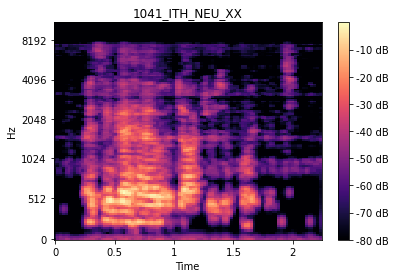 1041_ITH_NEU_XX
8192
4096
2048
1024
512
0
Hz
0
0.5
1
1.5
2
Time
-10 dB
-20 dB
-30 dB
-40 dB
-50 dB
-60 dB
-70 dB
-80 dB